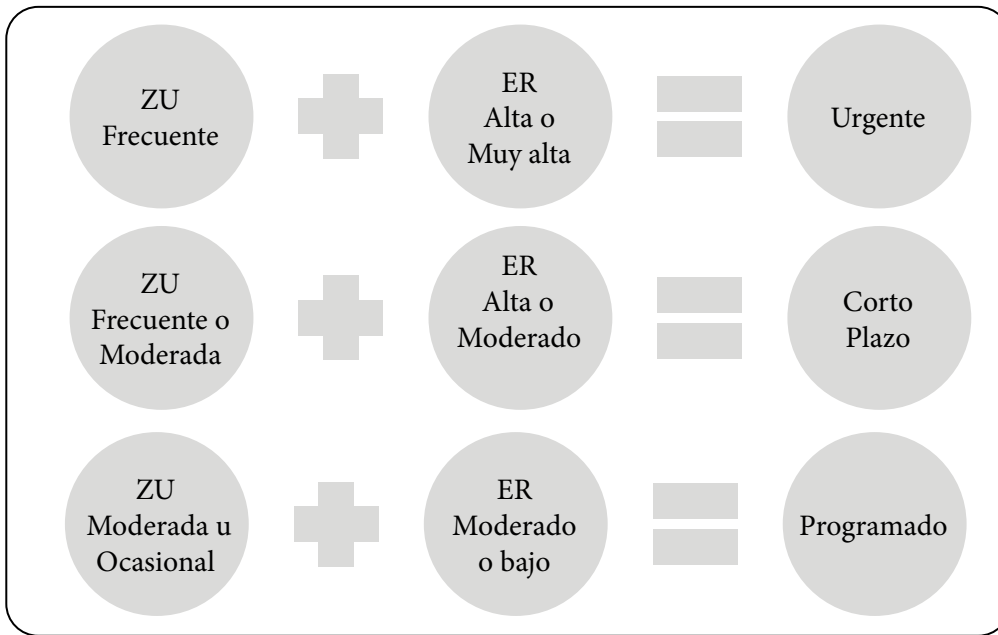 ZU
Frecuente
ER
Alta o
Muy alta
Urgente
ZU
Frecuente o
Moderada
ER
Alta o
Moderado
Corto
Plazo
ZU
Moderada u
Ocasional
ER
Moderado
o bajo
Programado